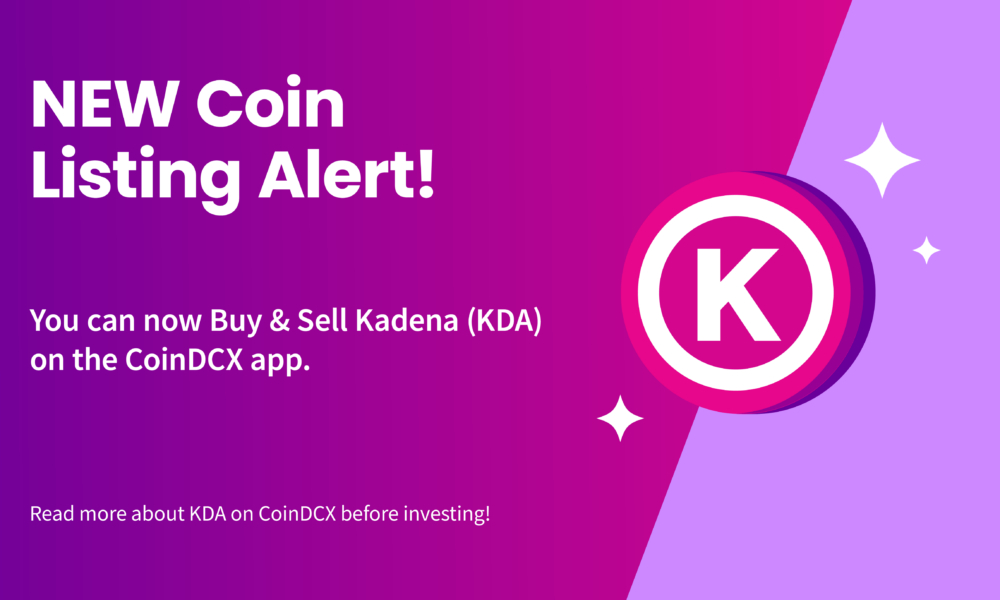 NEW Coin
Listing Alert!
You can now Buy & Sell Kadena (KDA)
on the CoinDCX app.
K
Read more about KDA on CoinDCX before investing!